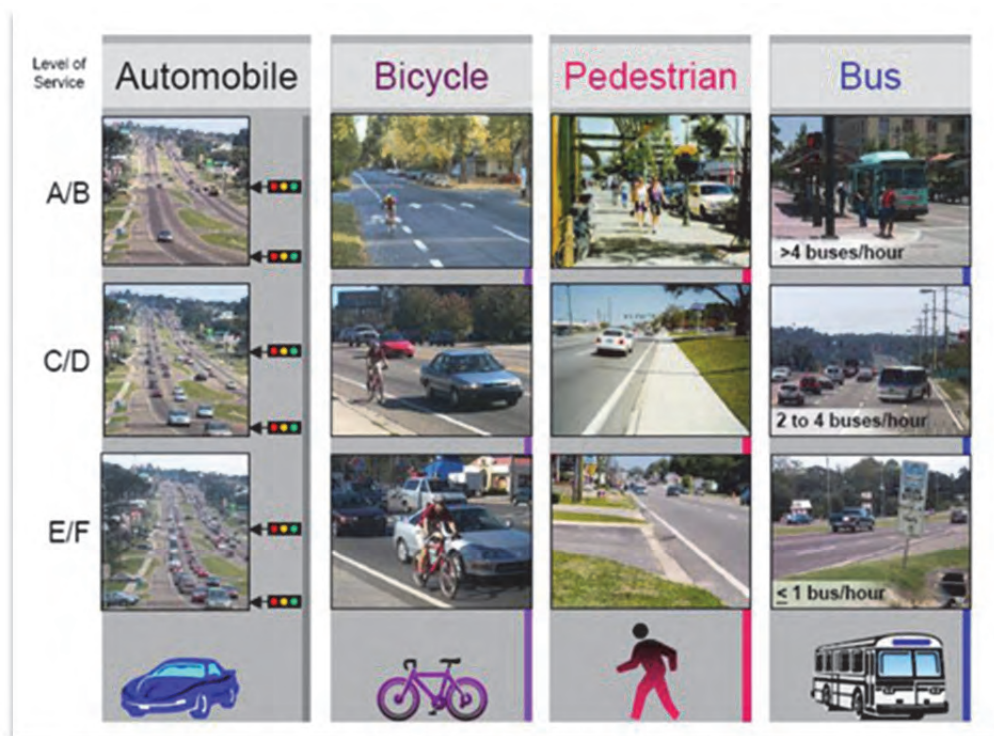 Level of
Service
Automobile
Bicycle
Pedestrian
Bus
A/B
>4 buses/hour
C/D
2 to 4 buses/hour
E/F
≤ 1 bus/hour